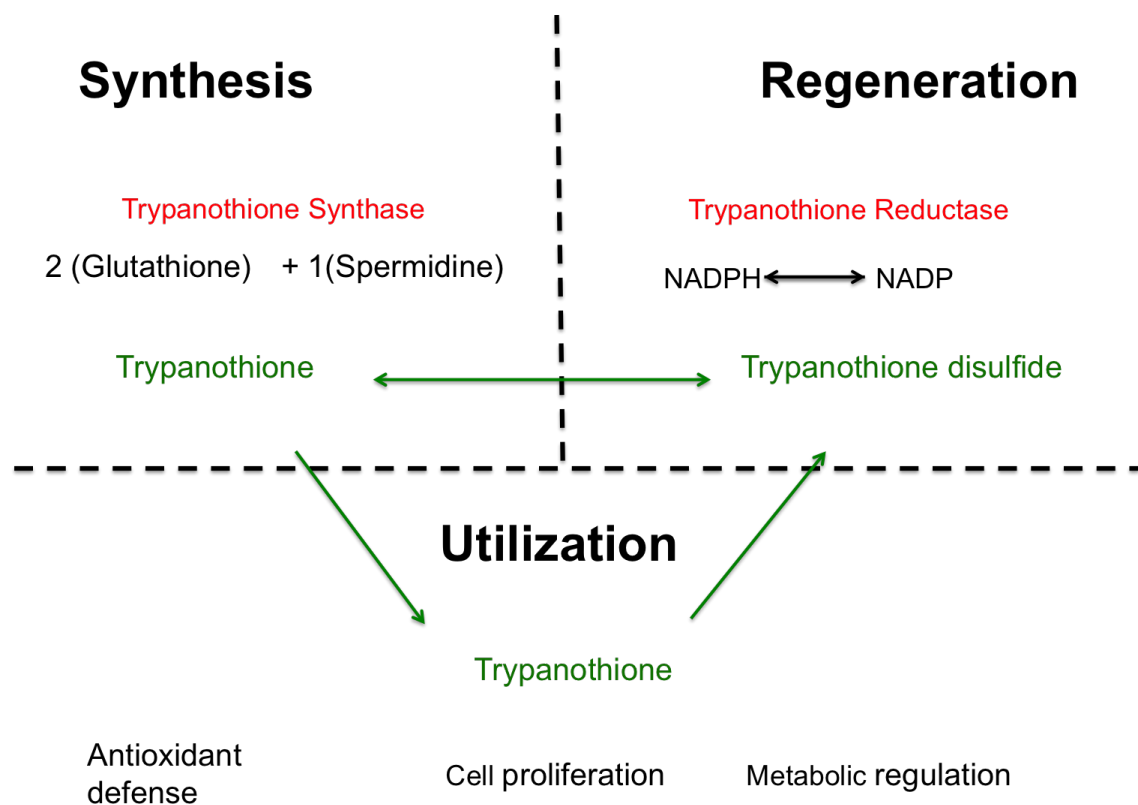 Synthesis
Regeneration
Trypanothione Synthase
Trypanothione Reductase
2 (Glutathione) + 1(Spermidine)
NADPH NADP
Trypanothione
Trypanothione disulfide
Utilization
Trypanothione
Antioxidant
defense
Cell proliferation
Metabolic regulation